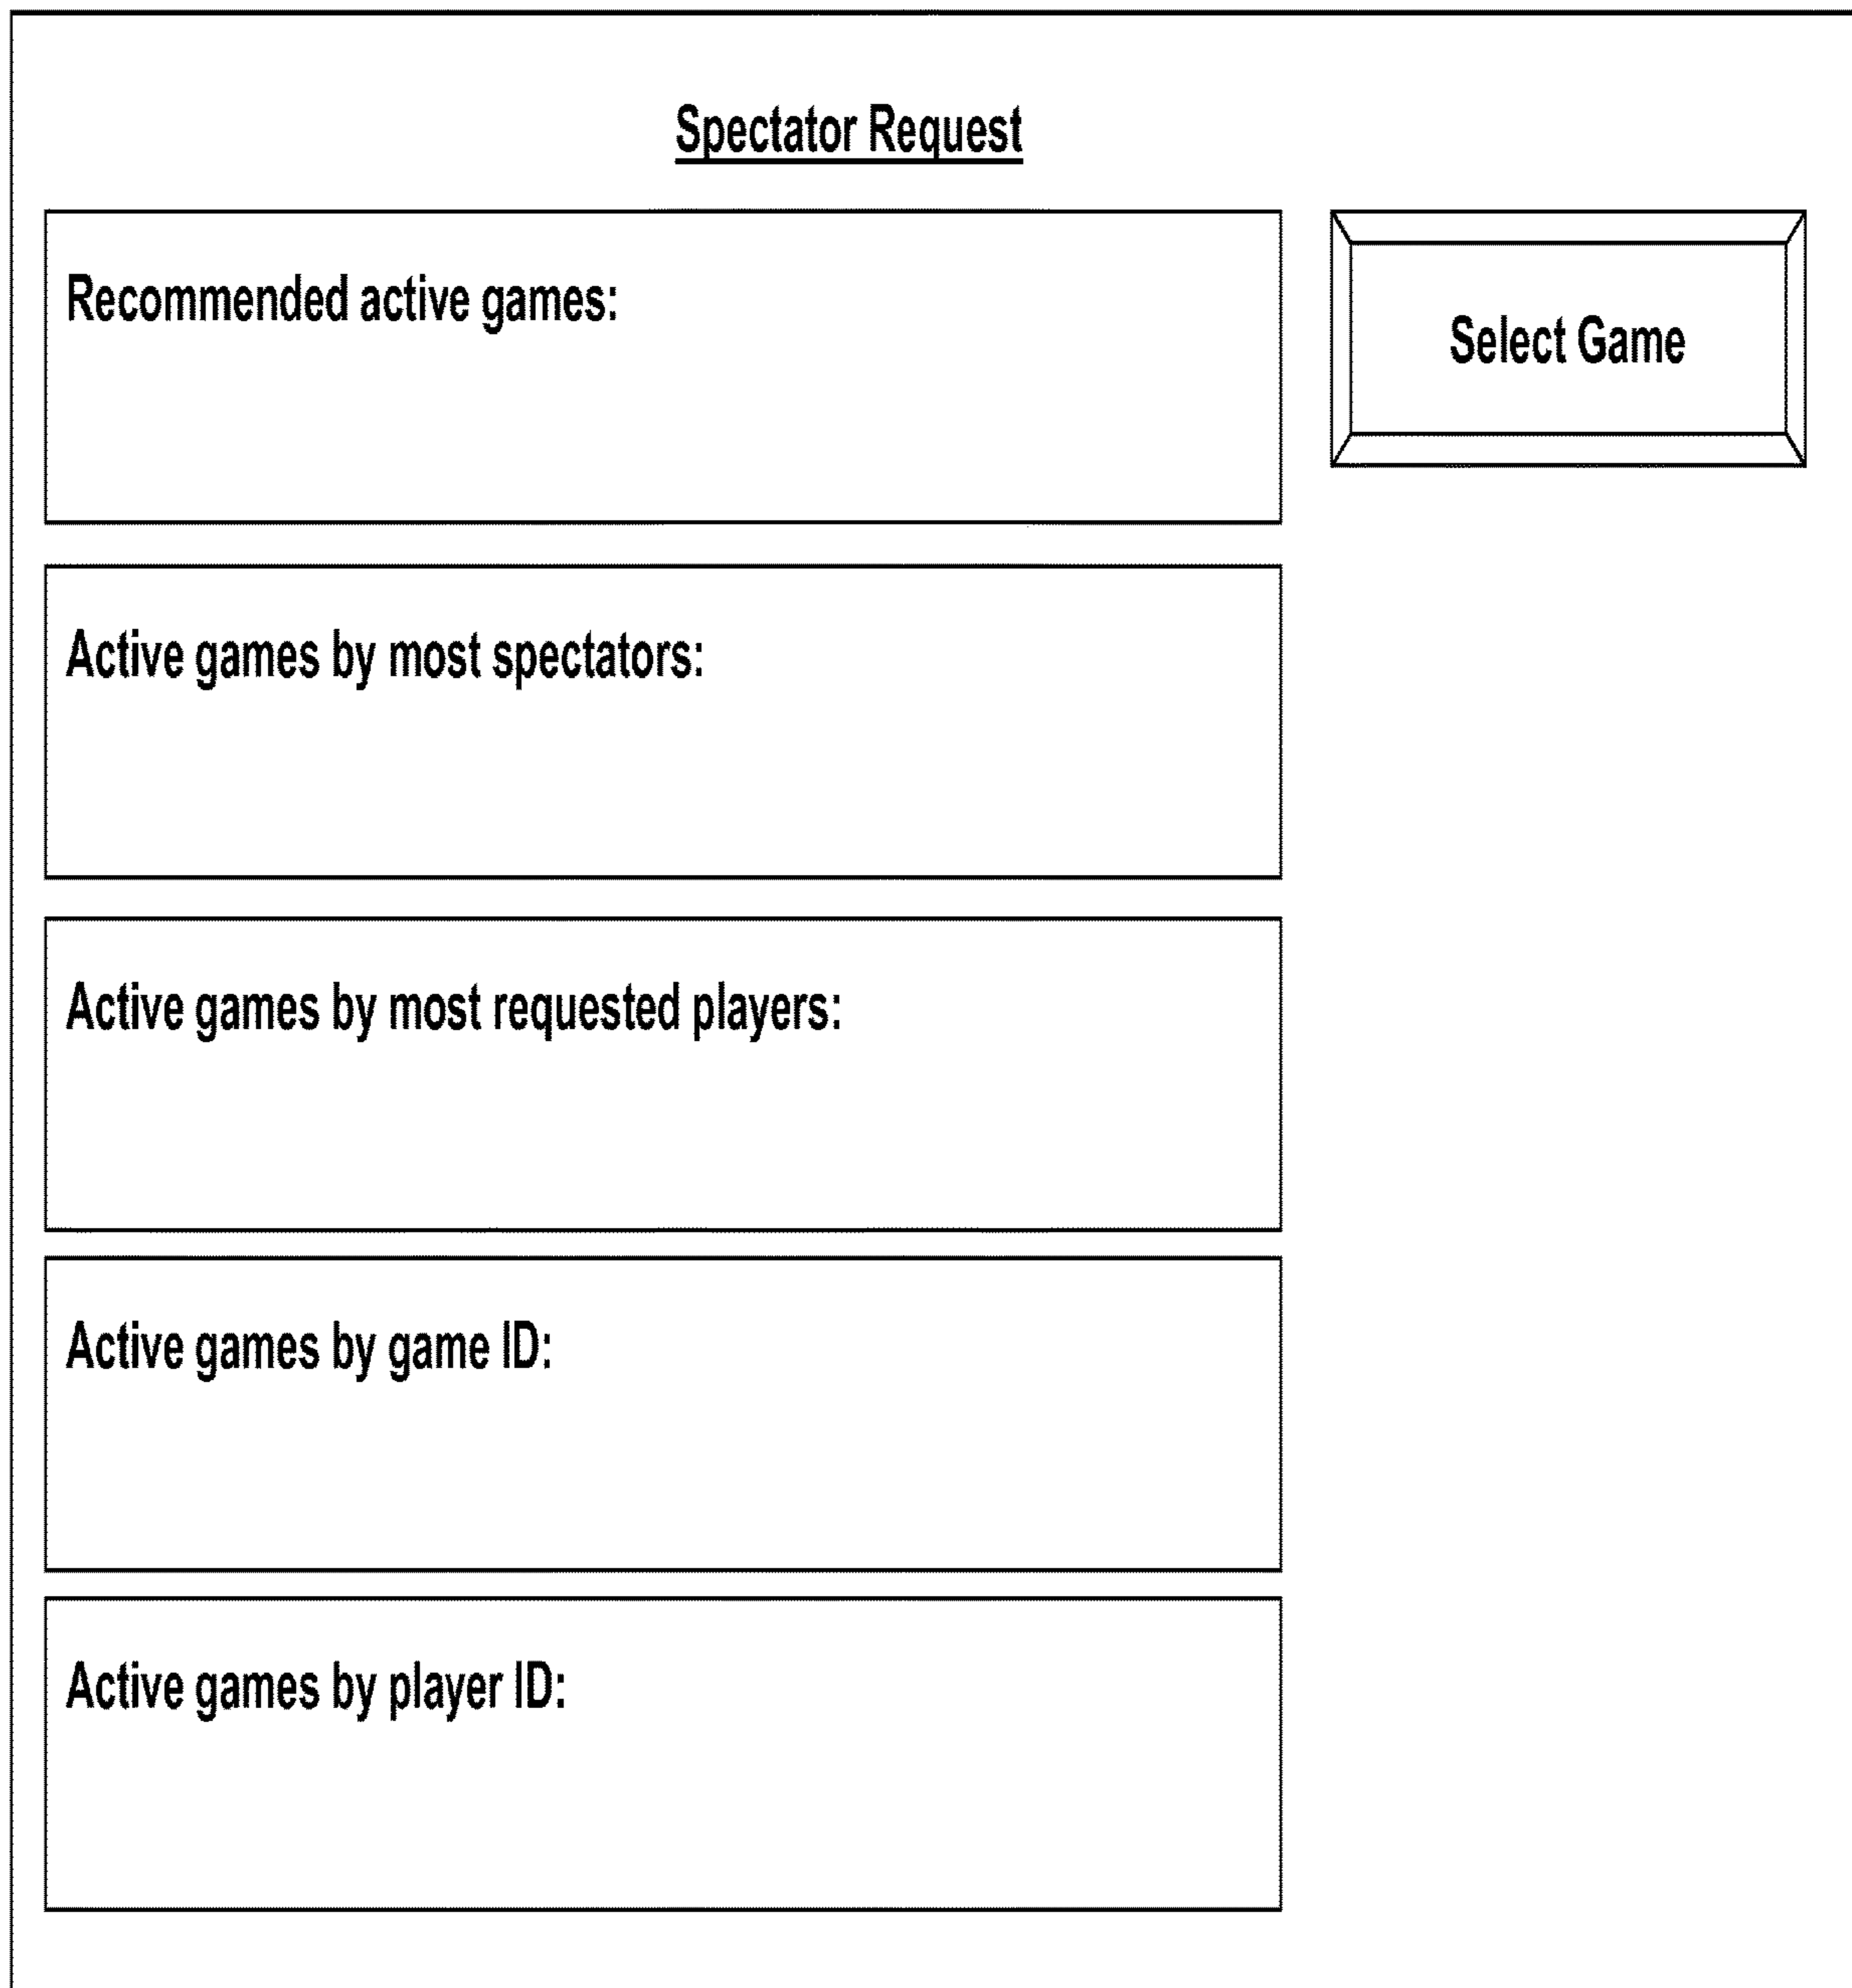 Spectator Request
Recommended active games:
Select Game
Active games by most spectators:
Active games by most requested players:
Active games by game ID:
Active games by player ID: